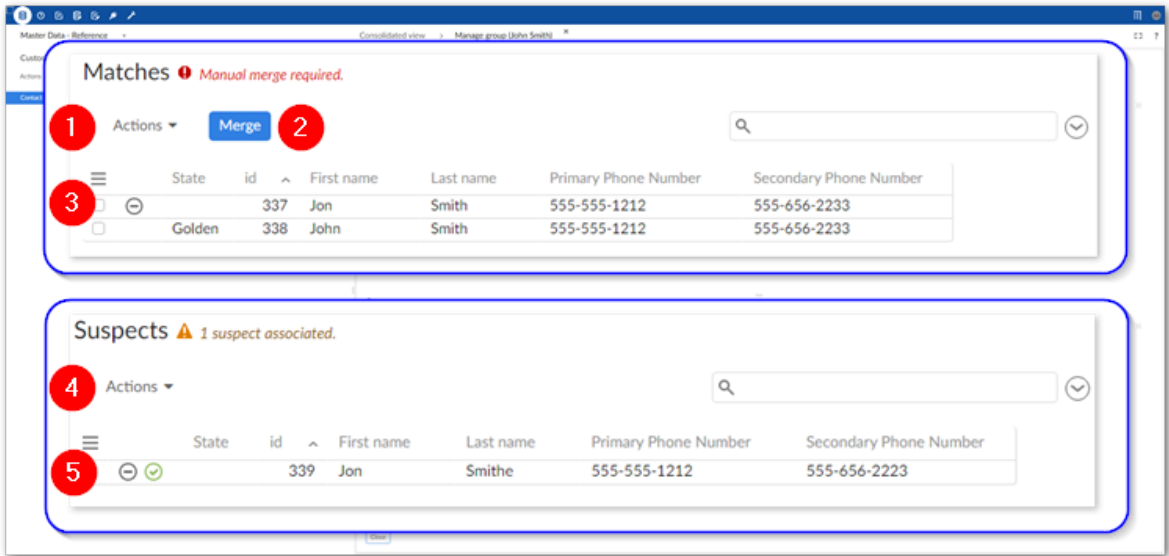 Master Data - Reference
Consolidated view > Manage group (John Smith) ×
?
Custo
Actions
Contact
Matches Manual merge required.
1 Actions Merge 2
State id First name Last name Primary Phone Number Secondary Phone Number
3 337 Jon Smith 555-555-1212 555-656-2233
Golden 338 John Smith 555-555-1212 555-656-2233
Suspects 1 suspect associated.
4 Actions
State id First name Last name Primary Phone Number Secondary Phone Number
5 339 Jon Smithe 555-555-1212 555-656-2223
Close